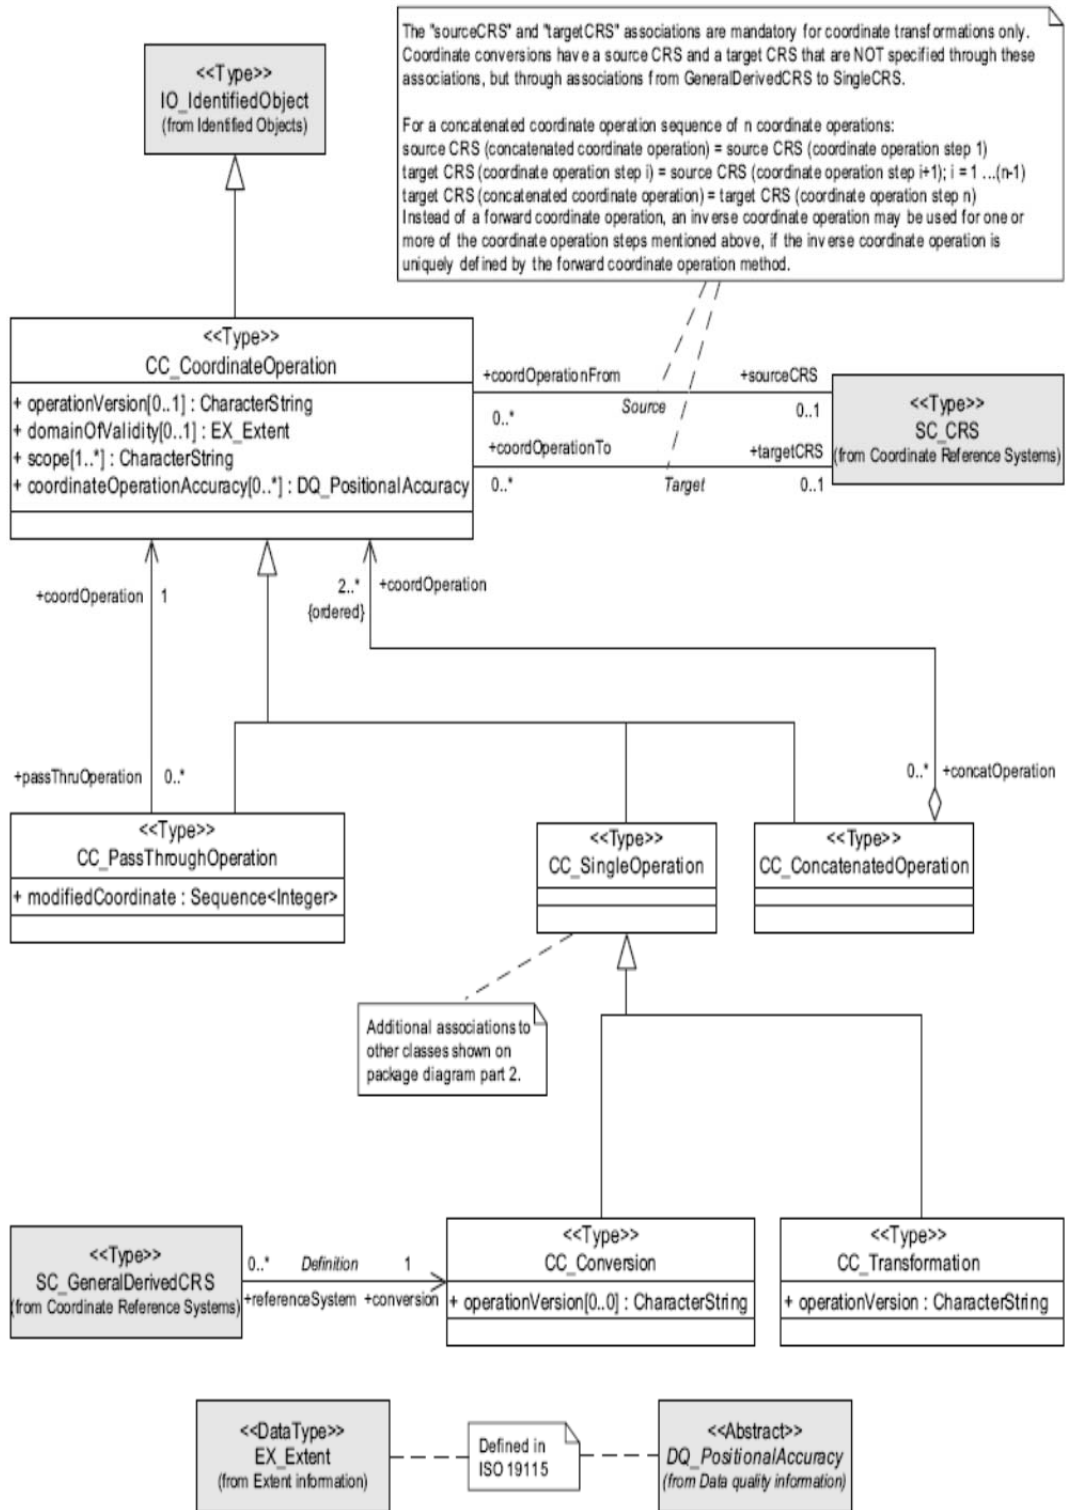 The "sourceCRS" and "targetCRS" associations are mandatory for coordinate transformations only.
Coordinate conversions have a source CRS and a target CRS that are NOT specified through these
associations, but through associations from GeneralDerivedCRS to SingleCRS.
For a concatenated coordinate operation sequence of n coordinate operations:
source CRS (concatenated coordinate operation) = source CRS (coordinate operation step 1)
target CRS (coordinate operation step i) = source CRS (coordinate operation step i+1); i = 1 ...(n-1)
target CRS (concatenated coordinate operation) = target CRS (coordinate operation step n)
Instead of a forward coordinate operation, an inverse coordinate operation may be used for one or
more of the coordinate operation steps mentioned above, if the inverse coordinate operation is
uniquely defined by the forward coordinate operation method.
<<Type>>
IO_IdentifiedObject
(from Identified Objects)
<<Type>>
CC_CoordinateOperation
+ operationVersion[0..1] : CharacterString
+ domainOfValidity[0..1] : EX_Extent
+ scope[1..*] : CharacterString
+ coordinateOperationAccuracy[0..*] : DQ_PositionalAccuracy
+coordOperationFrom
+sourceCRS
0..*
Source
0..1
+coordOperationTo
+targetCRS
0..*
Target
0..1
<<Type>>
SC_CRS
(from Coordinate Reference Systems)
+coordOperation
1
2..*
+coordOperation
{ordered}
+passThruOperation
0..*
0..*
+concatOperation
<<Type>>
CC_PassThroughOperation
+ modifiedCoordinate : Sequence<Integer>
<<Type>>
CC_SingleOperation
<<Type>>
CC_ConcatenatedOperation
Additional associations to
other classes shown on
package diagram part 2.
<<Type>>
SC_GeneralDerivedCRS
(from Coordinate Reference Systems)
0..*
Definition
1
+referenceSystem
+conversion
<<Type>>
CC_Conversion
+ operationVersion[0..0] : CharacterString
<<Type>>
CC_Transformation
+ operationVersion : CharacterString
<<DataType>>
EX_Extent
(from Extent information)
Defined in
ISO 19115
<<Abstract>>
DQ_PositionalAccuracy
(from Data quality information)